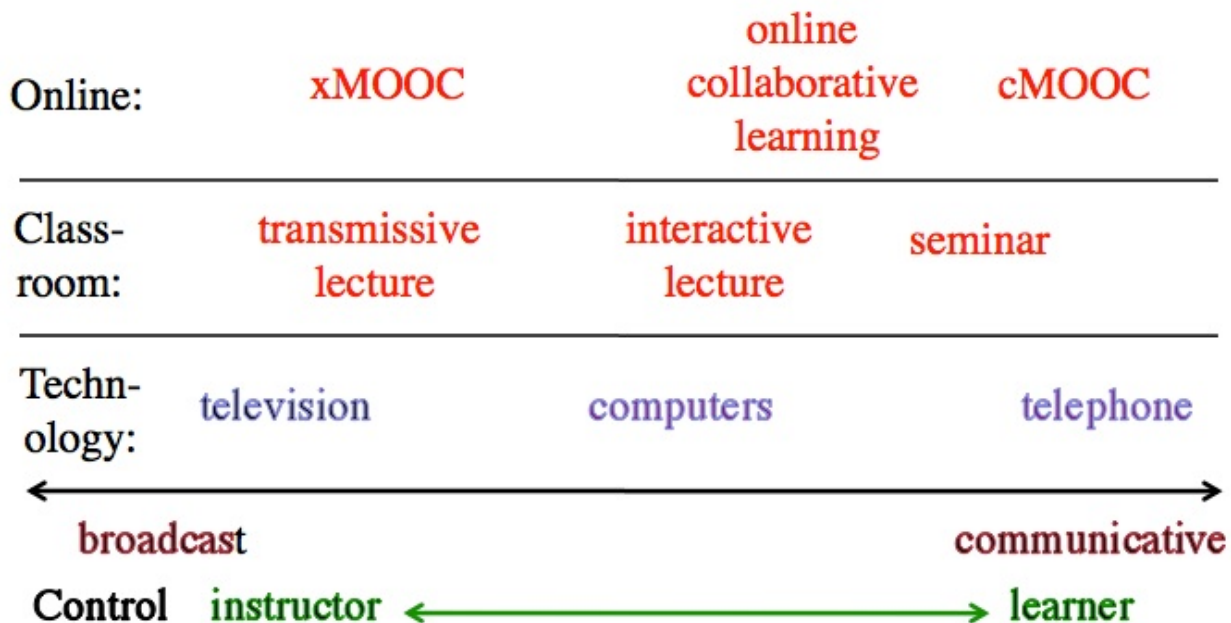 Online:
xMOOC
online
collaborative
learning
cMOOC
Class-
room:
transmissive
lecture
interactive
lecture
seminar
Techn-
ology:
television
computers
telephone
broadcast
communicative
Control instructor learner